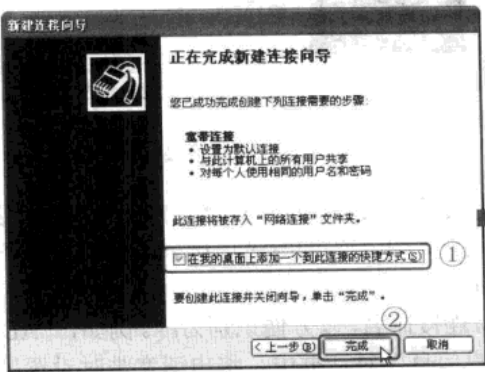 新建连接向导
正在完成新建连接向导
您已成功完成创建下列连接需要的步骤:
宽带连接
• 设置为默认连接
• 与此计算机上的所有用户共享
• 对每个人使用相同的用户名和密码
此连接将被存入“网络连接”文件夹。
在我的桌面上添加一个到此连接的快捷方式(S)
①
要创建此连接并关闭向导，单击“完成”。
②
<上一步(B) 完成 取消